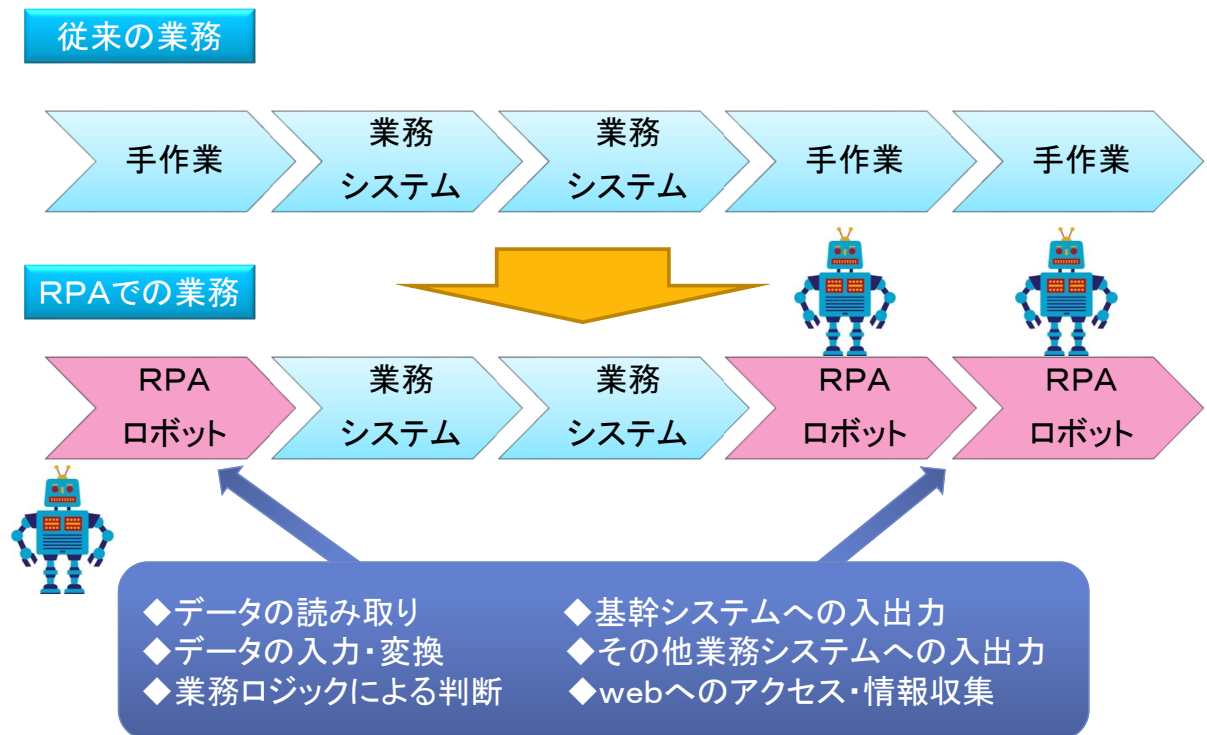 従来の業務
手作業
業務
システム
業務
システム
手作業
手作業
RPAでの業務
RPA
ロボット
業務
システム
業務
システム
RPA
ロボット
RPA
ロボット
◆データの読み取り
◆データの入力・変換
◆業務ロジックによる判断
◆基幹システムへの入出力
◆その他業務システムへの入出力
◆webへのアクセス・情報収集